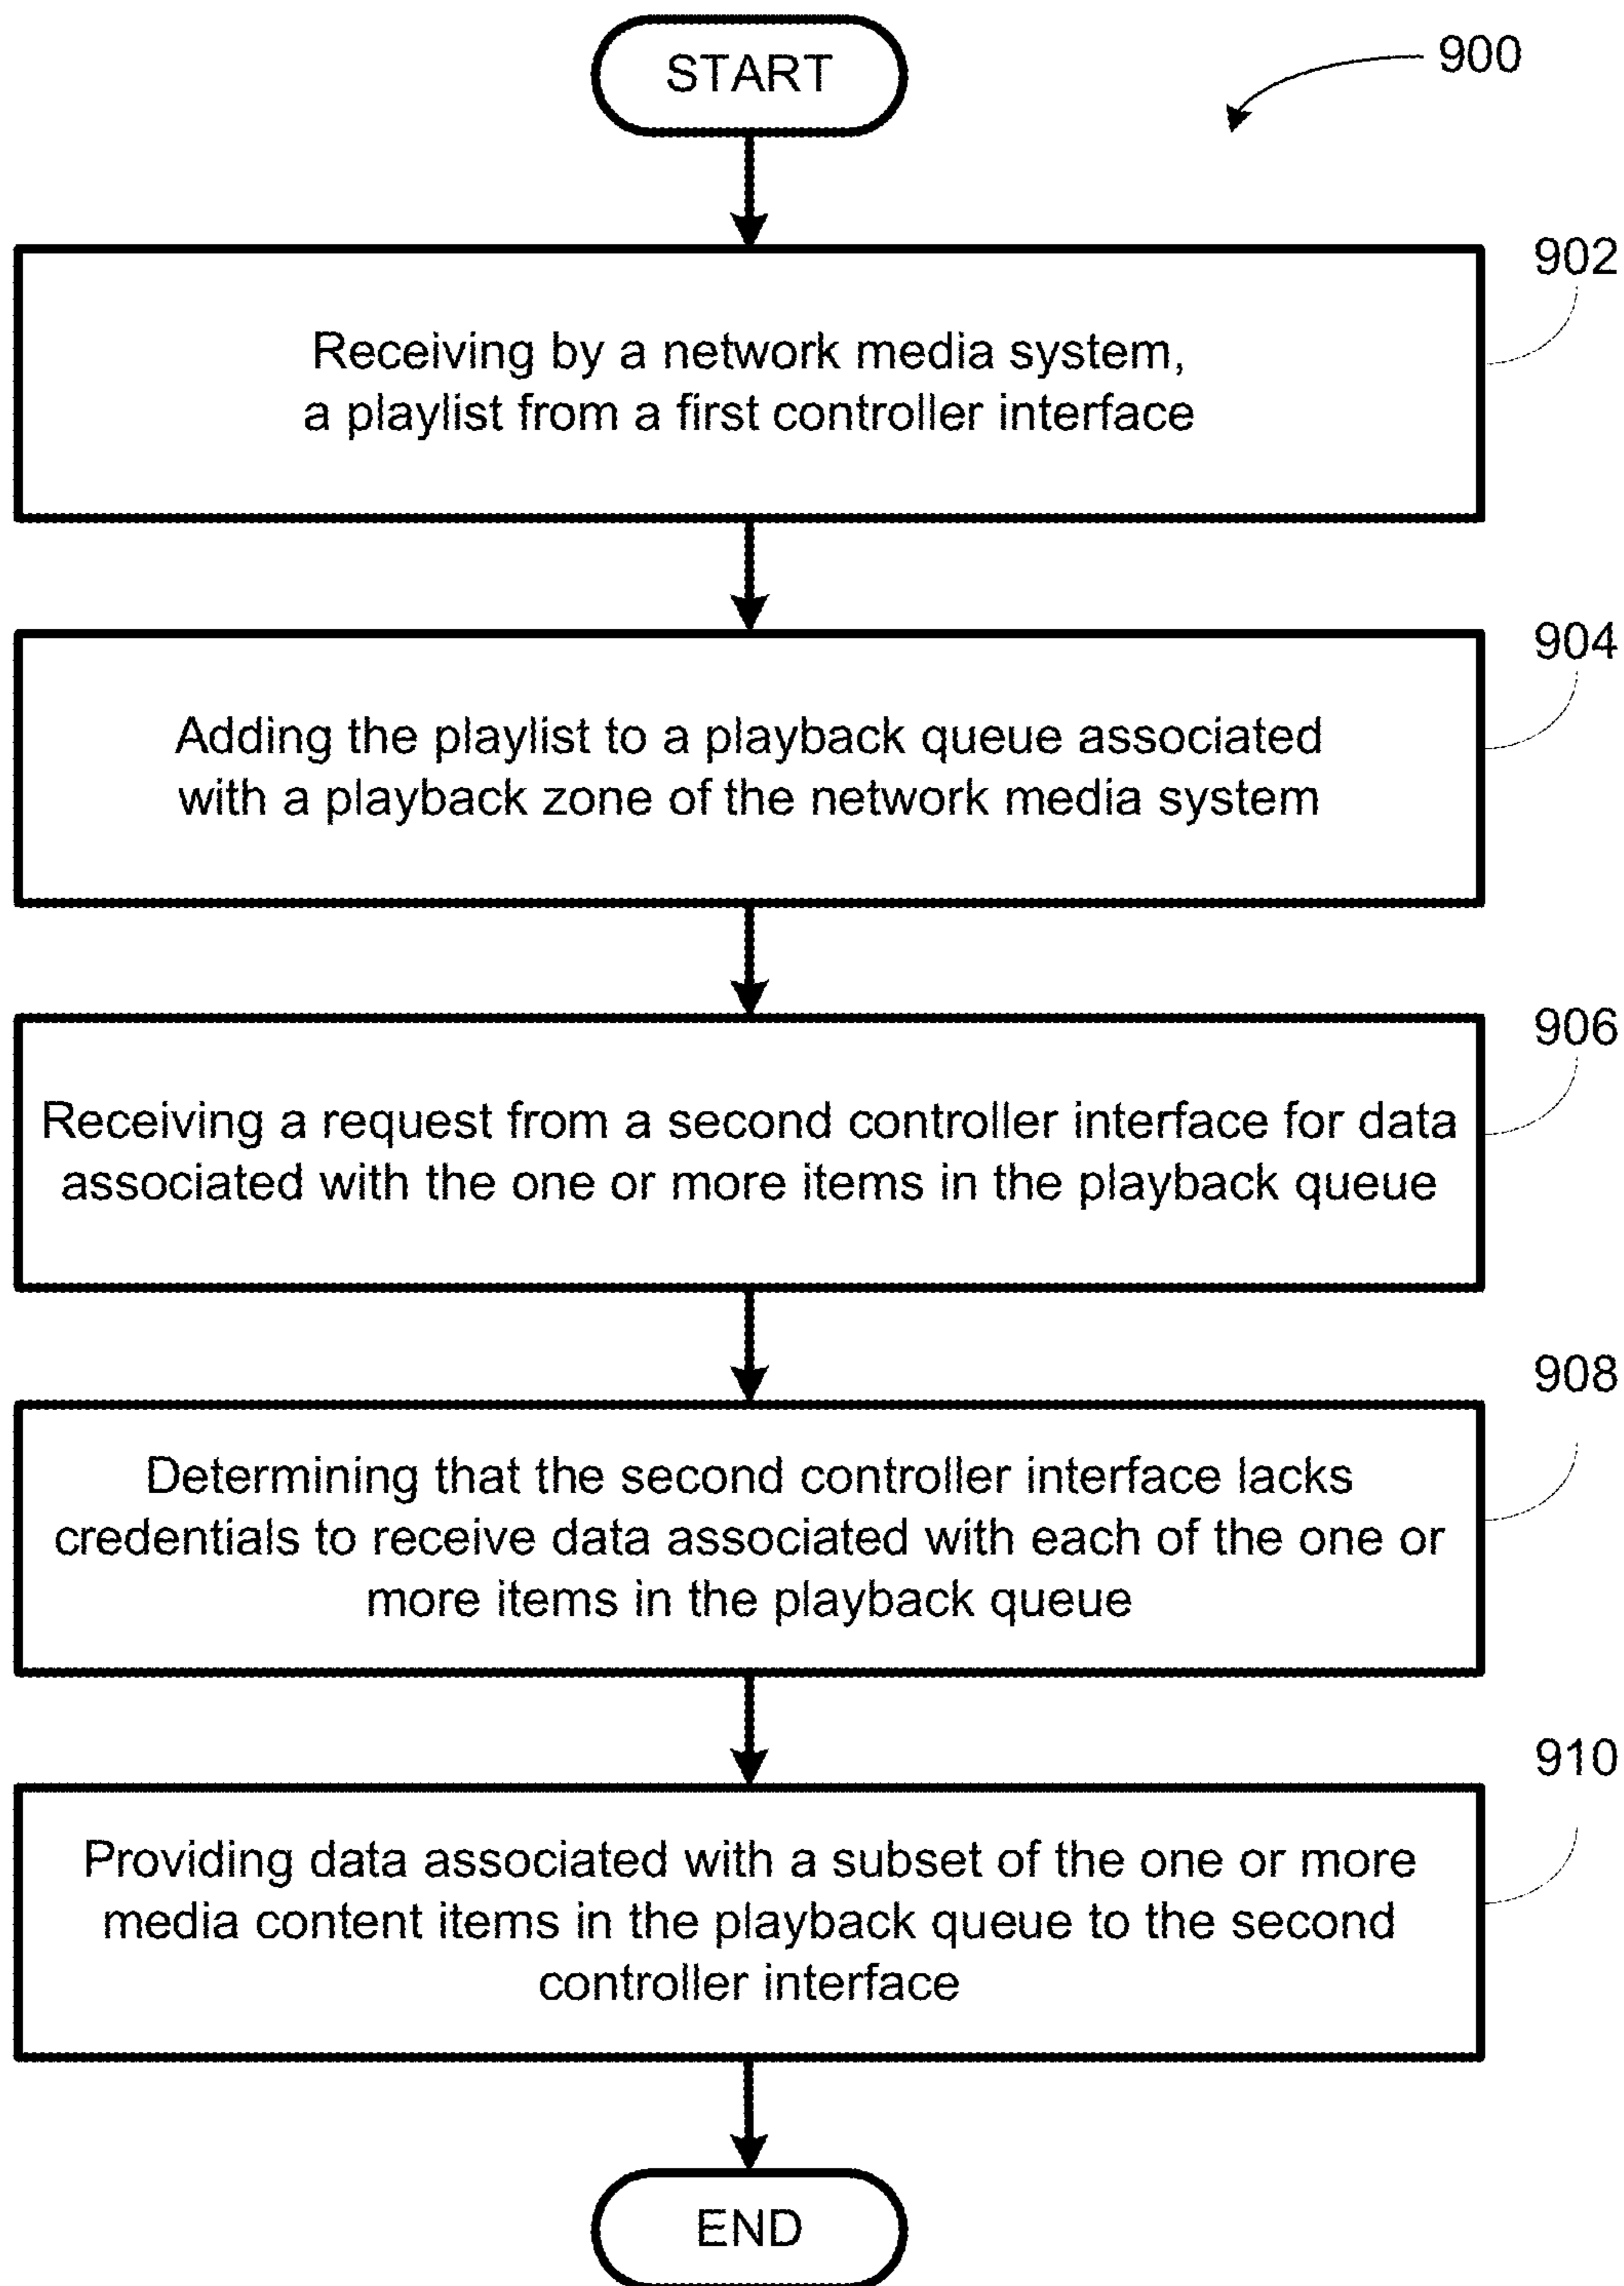 START
900
902
Receiving by a network media system,
a playlist from a first controller interface
904
Adding the playlist to a playback queue associated
with a playback zone of the network media system
906
Receiving a request from a second controller interface for data
associated with the one or more items in the playback queue
908
Determining that the second controller interface lacks
credentials to receive data associated with each of the one or
more items in the playback queue
910
Providing data associated with a subset of the one or more
media content items in the playback queue to the second
controller interface
END